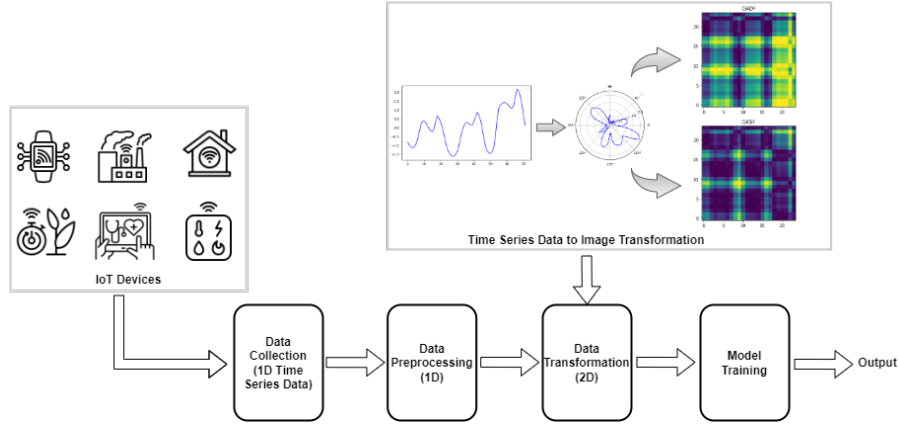 GADF
GASF
Time Series Data to Image Transformation
IoT Devices
Data
Collection
(1D Time
Series Data)
Data
Preprocessing
(1D)
Data
Transformation
(2D)
Model
Training
Output